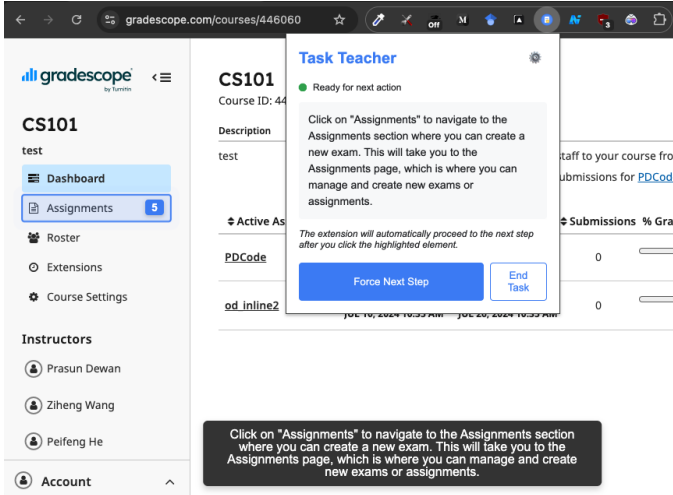 gradescope.com/courses/446060
Off
M
B
3
gradescope
by Turnitin
CS101
test
Dashboard
Assignments
5
Roster
Extensions
Course Settings
Instructors
Prasun Dewan
Ziheng Wang
Peifeng He
Account
CS101
Course ID: 44
Description
test
staff to your course fro
ubmissions for PDCod
Active As
Submissions
% Gra
PDCode
0
od_inline2
0
Task Teacher
Ready for next action
Click on "Assignments" to navigate to the
Assignments section where you can create a
new exam. This will take you to the
Assignments page, which is where you can
manage and create new exams or
assignments.
The extension will automatically proceed to the next step
after you click the highlighted element.
Force Next Step
End
Task
Click on "Assignments" to navigate to the Assignments section
where you can create a new exam. This will take you to the
Assignments page, which is where you can manage and create
new exams or assignments.